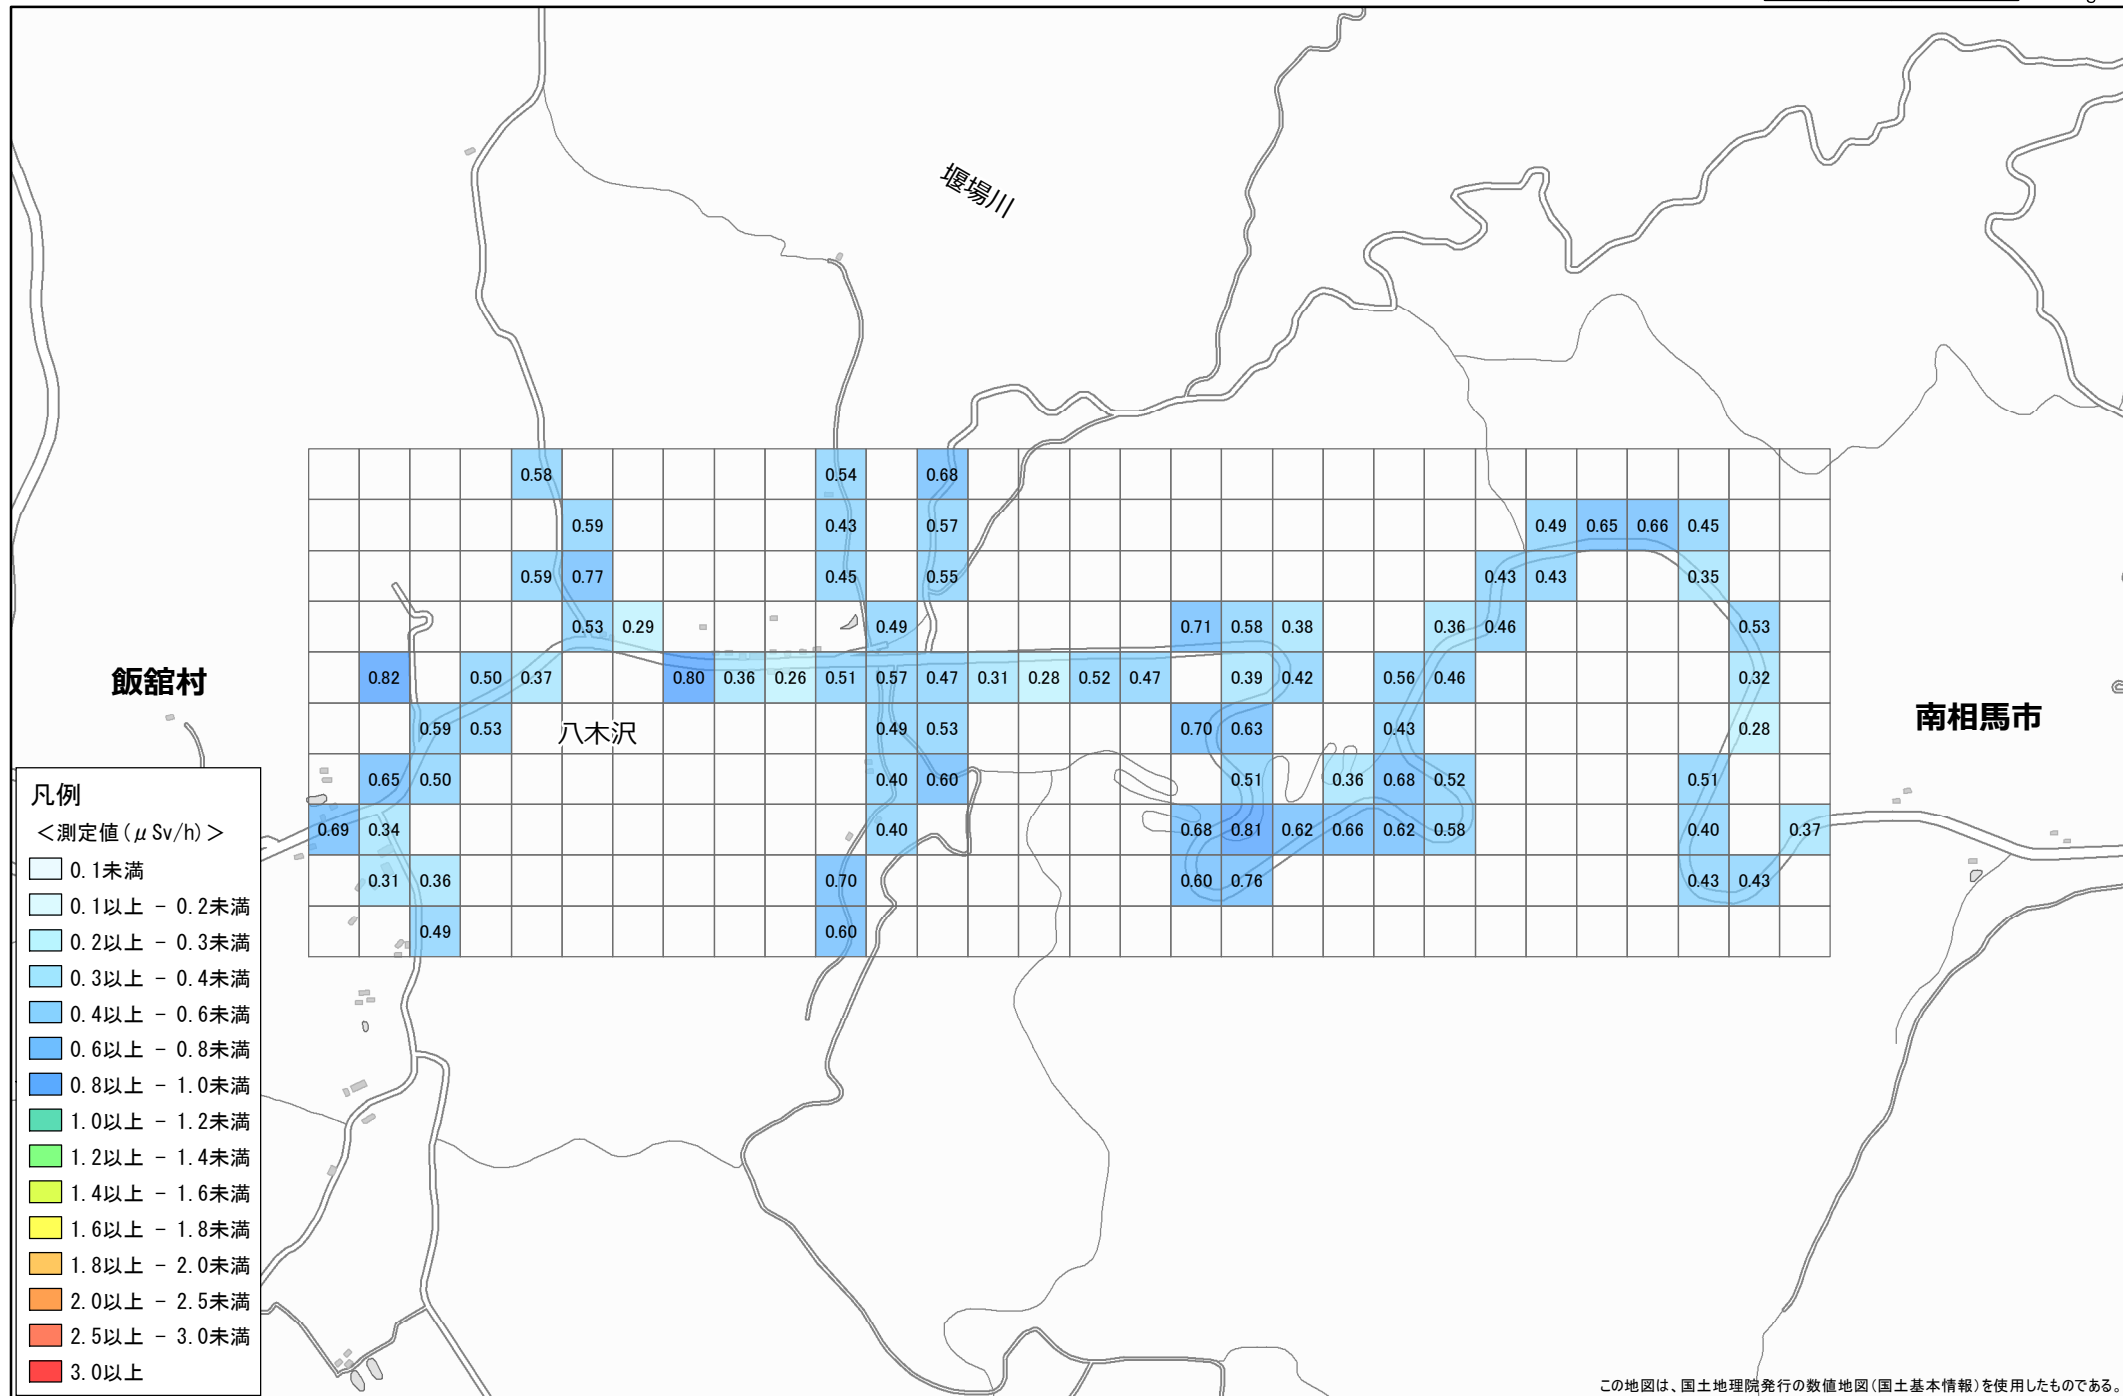 堰場川
0.58 0.54 0.68
0.59 0.43 0.57 0.49 0.65 0.66 0.45
0.59 0.77 0.45 0.55 0.43 0.43 0.35
0.53 0.29 0.49 0.71 0.58 0.38 0.36 0.46 0.53
0.82 0.50 0.37 0.80 0.36 0.26 0.51 0.57 0.47 0.31 0.28 0.52 0.47 0.39 0.42 0.56 0.46 0.32
飯舘村
南相馬市
0.59 0.53 八木沢 0.49 0.53 0.70 0.63 0.43 0.28
0.65 0.50 0.40 0.60 0.51 0.36 0.68 0.52 0.51
0.69 0.34 0.40 0.68 0.81 0.62 0.66 0.62 0.58 0.40 0.37
0.31 0.36 0.70 0.60 0.76 0.43 0.43
0.49 0.60
凡例
＜測定値(μSv/h)＞
0.1未満
0.1以上 － 0.2未満
0.2以上 － 0.3未満
0.3以上 － 0.4未満
0.4以上 － 0.6未満
0.6以上 － 0.8未満
0.8以上 － 1.0未満
1.0以上 － 1.2未満
1.2以上 － 1.4未満
1.4以上 － 1.6未満
1.6以上 － 1.8未満
1.8以上 － 2.0未満
2.0以上 － 2.5未満
2.5以上 － 3.0未満
3.0以上
この地図は、国土地理院発行の数値地図(国土基本情報)を使用したものである。